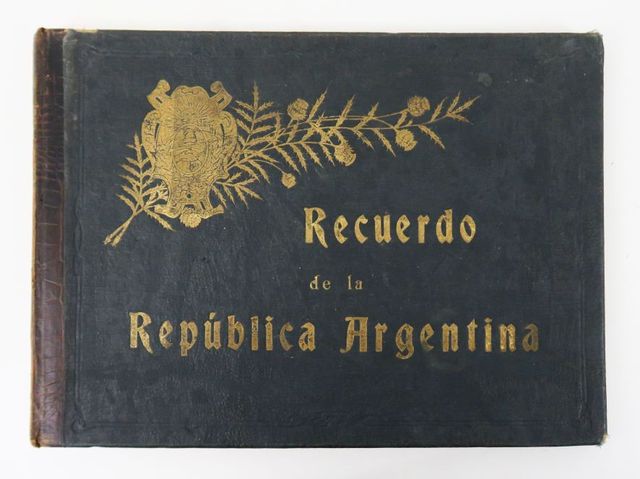 Recuerdo
de la
República Argentina